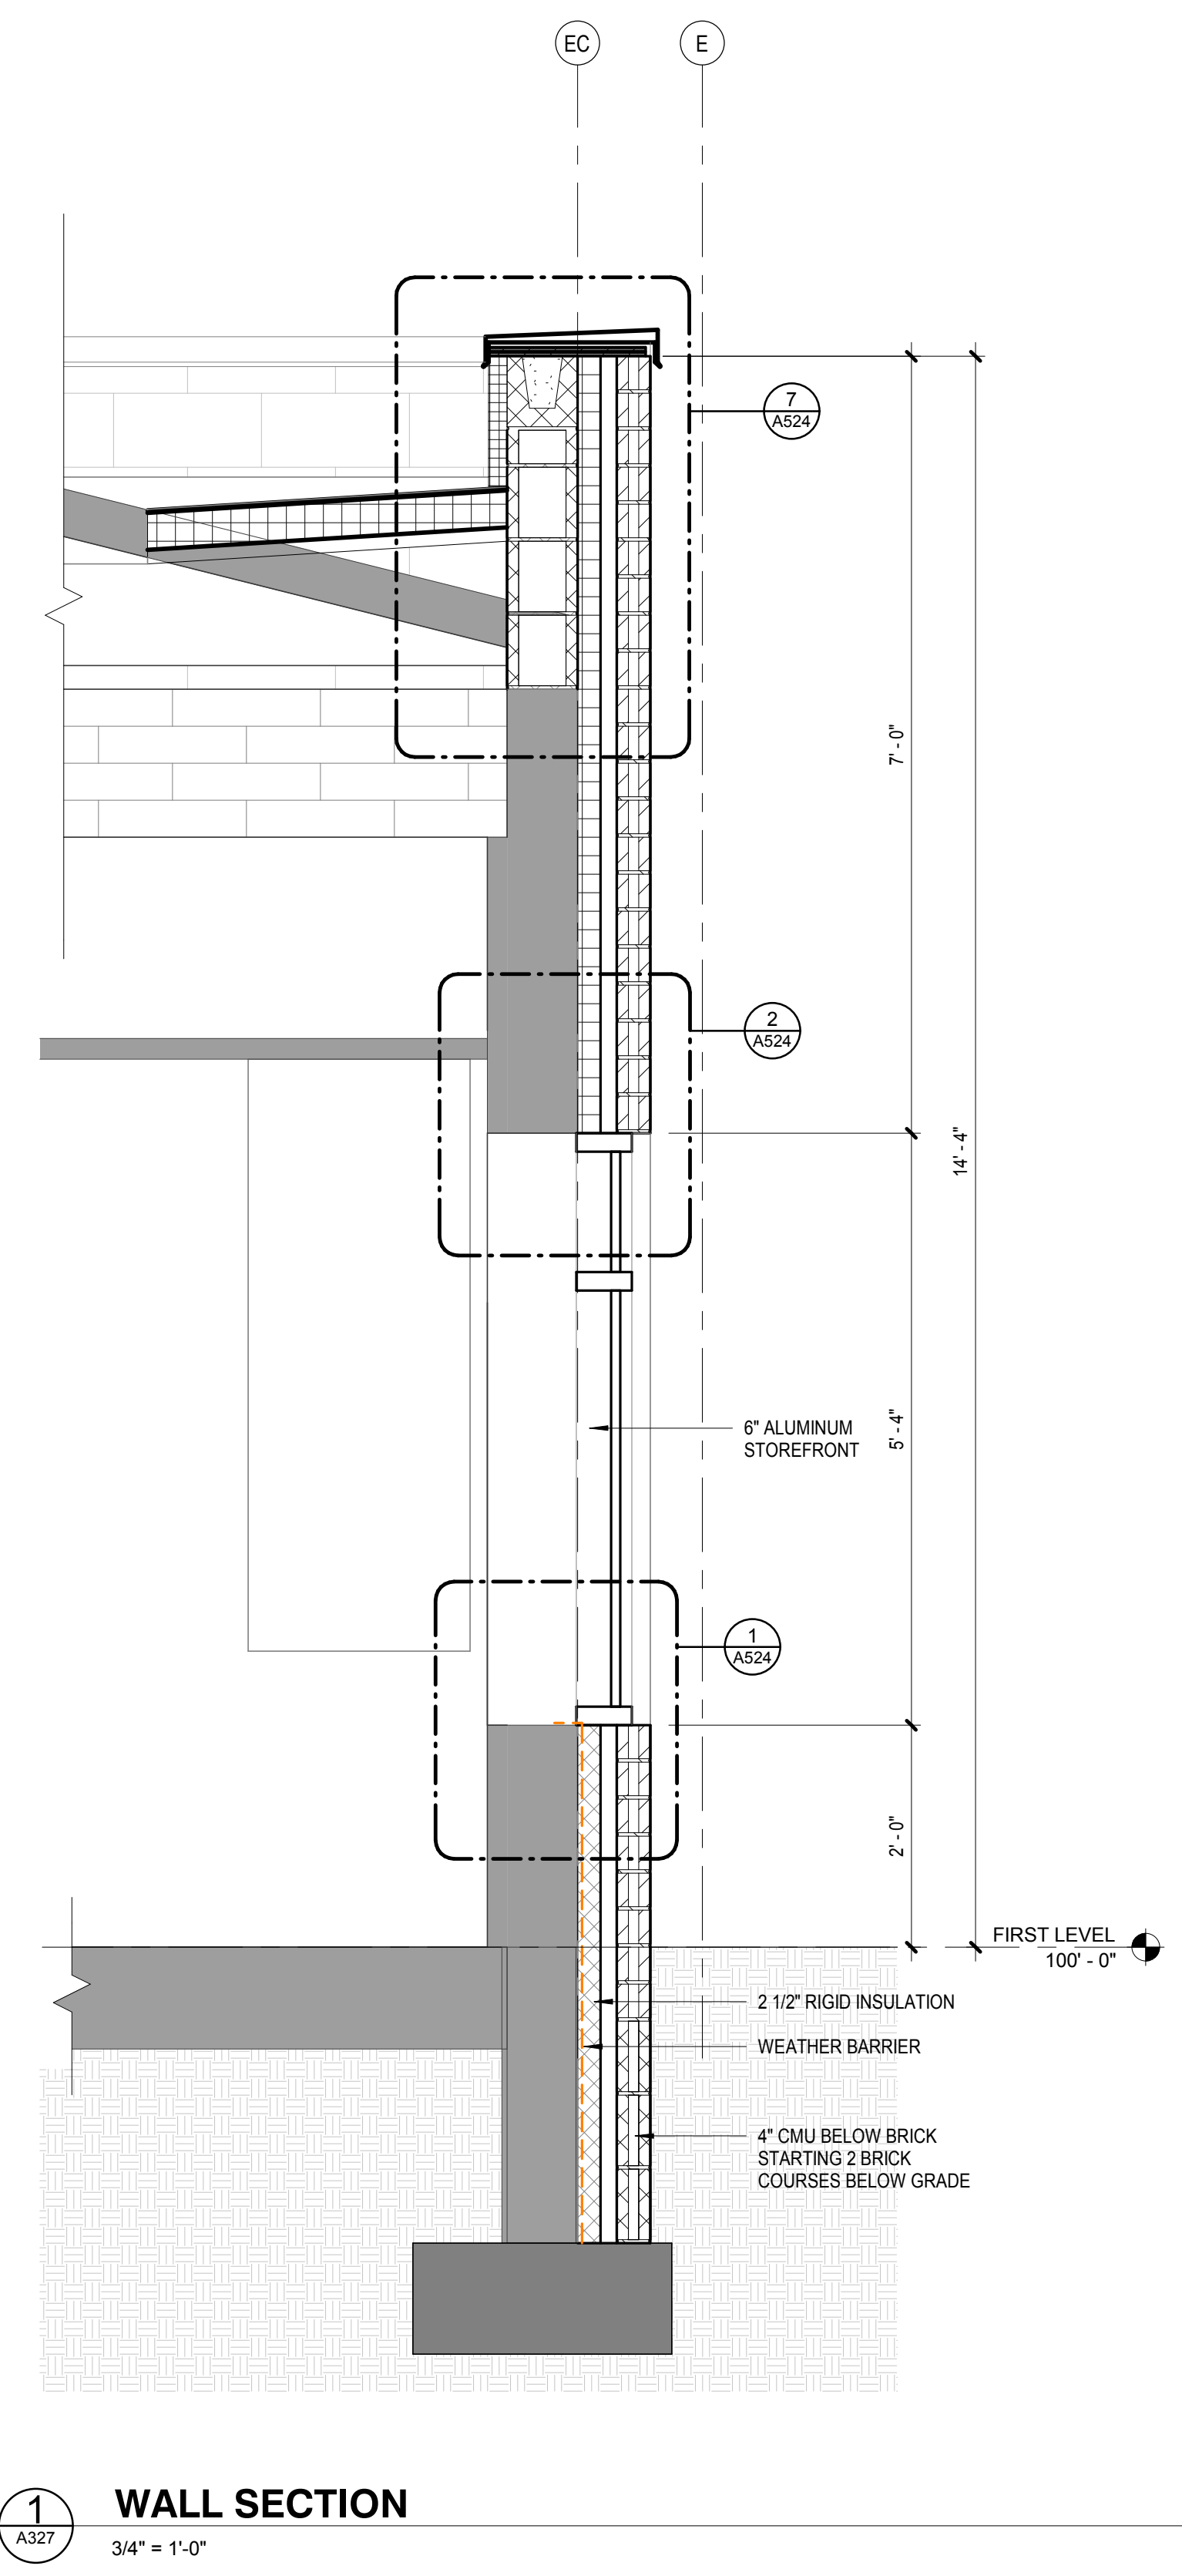 EC
E
7
A524
7' - 0"
2
A524
14' - 4"
6" ALUMINUM
STOREFRONT
5' - 4"
1
A524
2' - 0"
FIRST LEVEL
100' - 0"
2 1/2" RIGID INSULATION
WEATHER BARRIER
4" CMU BELOW BRICK
STARTING 2 BRICK
COURSES BELOW GRADE
1
A327
WALL SECTION
3/4" = 1'-0"